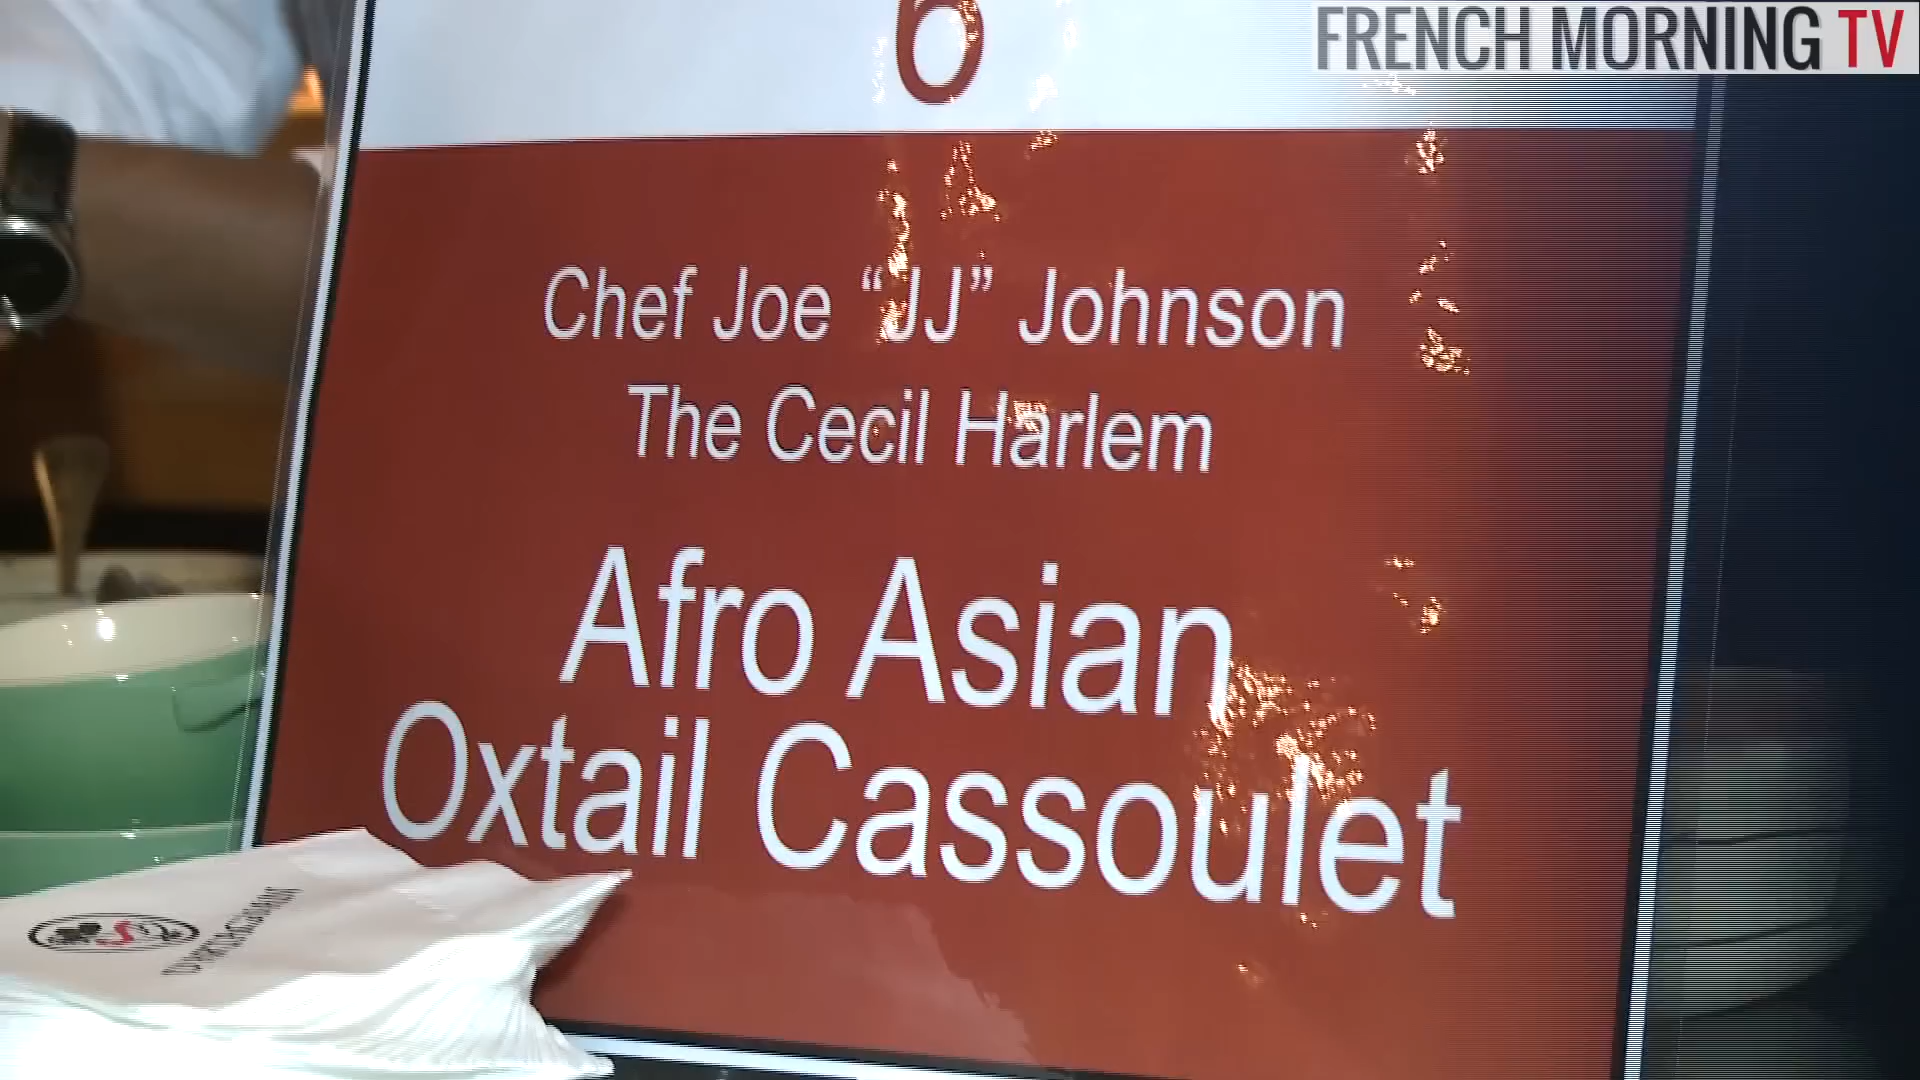 FRENCH MORNING TV
6
Chef Joe “JJ” Johnson
The Cecil Harlem
Afro Asian
Oxtail Cassoulet